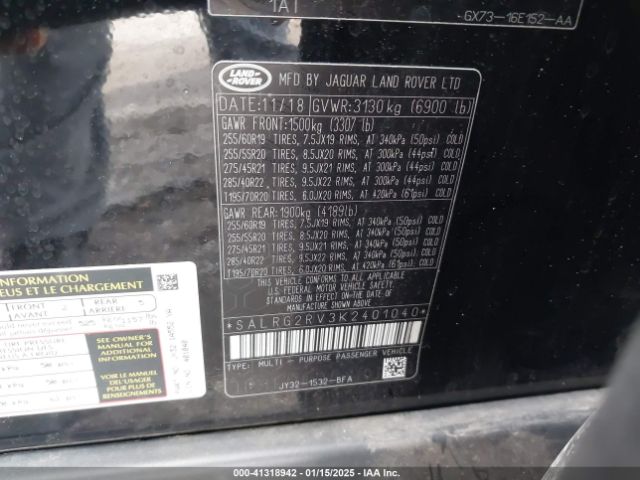 1A1
GX73-16E152-AA
LAND
ROVER
MFD BY JAGUAR LAND ROVER LTD
DATE:11/18 GVWR:3130kg (6900 lb)
GAWR FRONT:1500kg (3307 lb)
255/60R19 TIRES, 7.5JX19 RIMS, AT 340kPa (50psi) COLD
255/55R20 TIRES, 8.5JX20 RIMS, AT 300kPa (44psi) COLD
275/45R21 TIRES, 9.5JX21 RIMS, AT 300kPa (44psi) COLD
285/40R22 TIRES, 9.5JX22 RIMS, AT 300kPa (44psi) COLD
T195/70R20 TIRES, 6.0JX20 RIMS, AT 420kPa (61psi) COLD
GAWR REAR:1900kg (4189lb)
255/60R19 TIRES, 7.5JX19 RIMS, AT 340kPa (50psi) COLD
255/55R20 TIRES, 8.5JX20 RIMS, AT 340kPa (50psi) COLD
275/45R21 TIRES, 9.5JX21 RIMS, AT 340kPa (50psi) COLD
285/40R22 TIRES, 9.5JX22 RIMS, AT 340kPa (50psi) COLD
T195/70R20 TIRES, 6.0JX20 RIMS, AT 420kPa (61psi) COLD
THIS VEHICLE CONFORMS TO ALL APPLICABLE
U.S. FEDERAL MOTOR VEHICLE SAFETY STANDARDS
IN EFFECT ON THE DATE OF MANUFACTURE
SHOWN ABOVE
*SALRG2RV3K2401040*
TYPE: MULTI - PURPOSE PASSENGER VEHICLE
JY32-1532-BFA
INFORMATION
EUS ET LE CHARGEMENT
FRONT 2 REAR 5
AVANT ARRIERE
SEE OWNER'S
MANUAL FOR
ADDITIONAL
INFORMATION
VOIR LE MANUEL
DE L'USAGER
POUR PLUS DE
RENSEIGNEMENTS
000-41318942 - 01/15/2025 - IAAI.COM